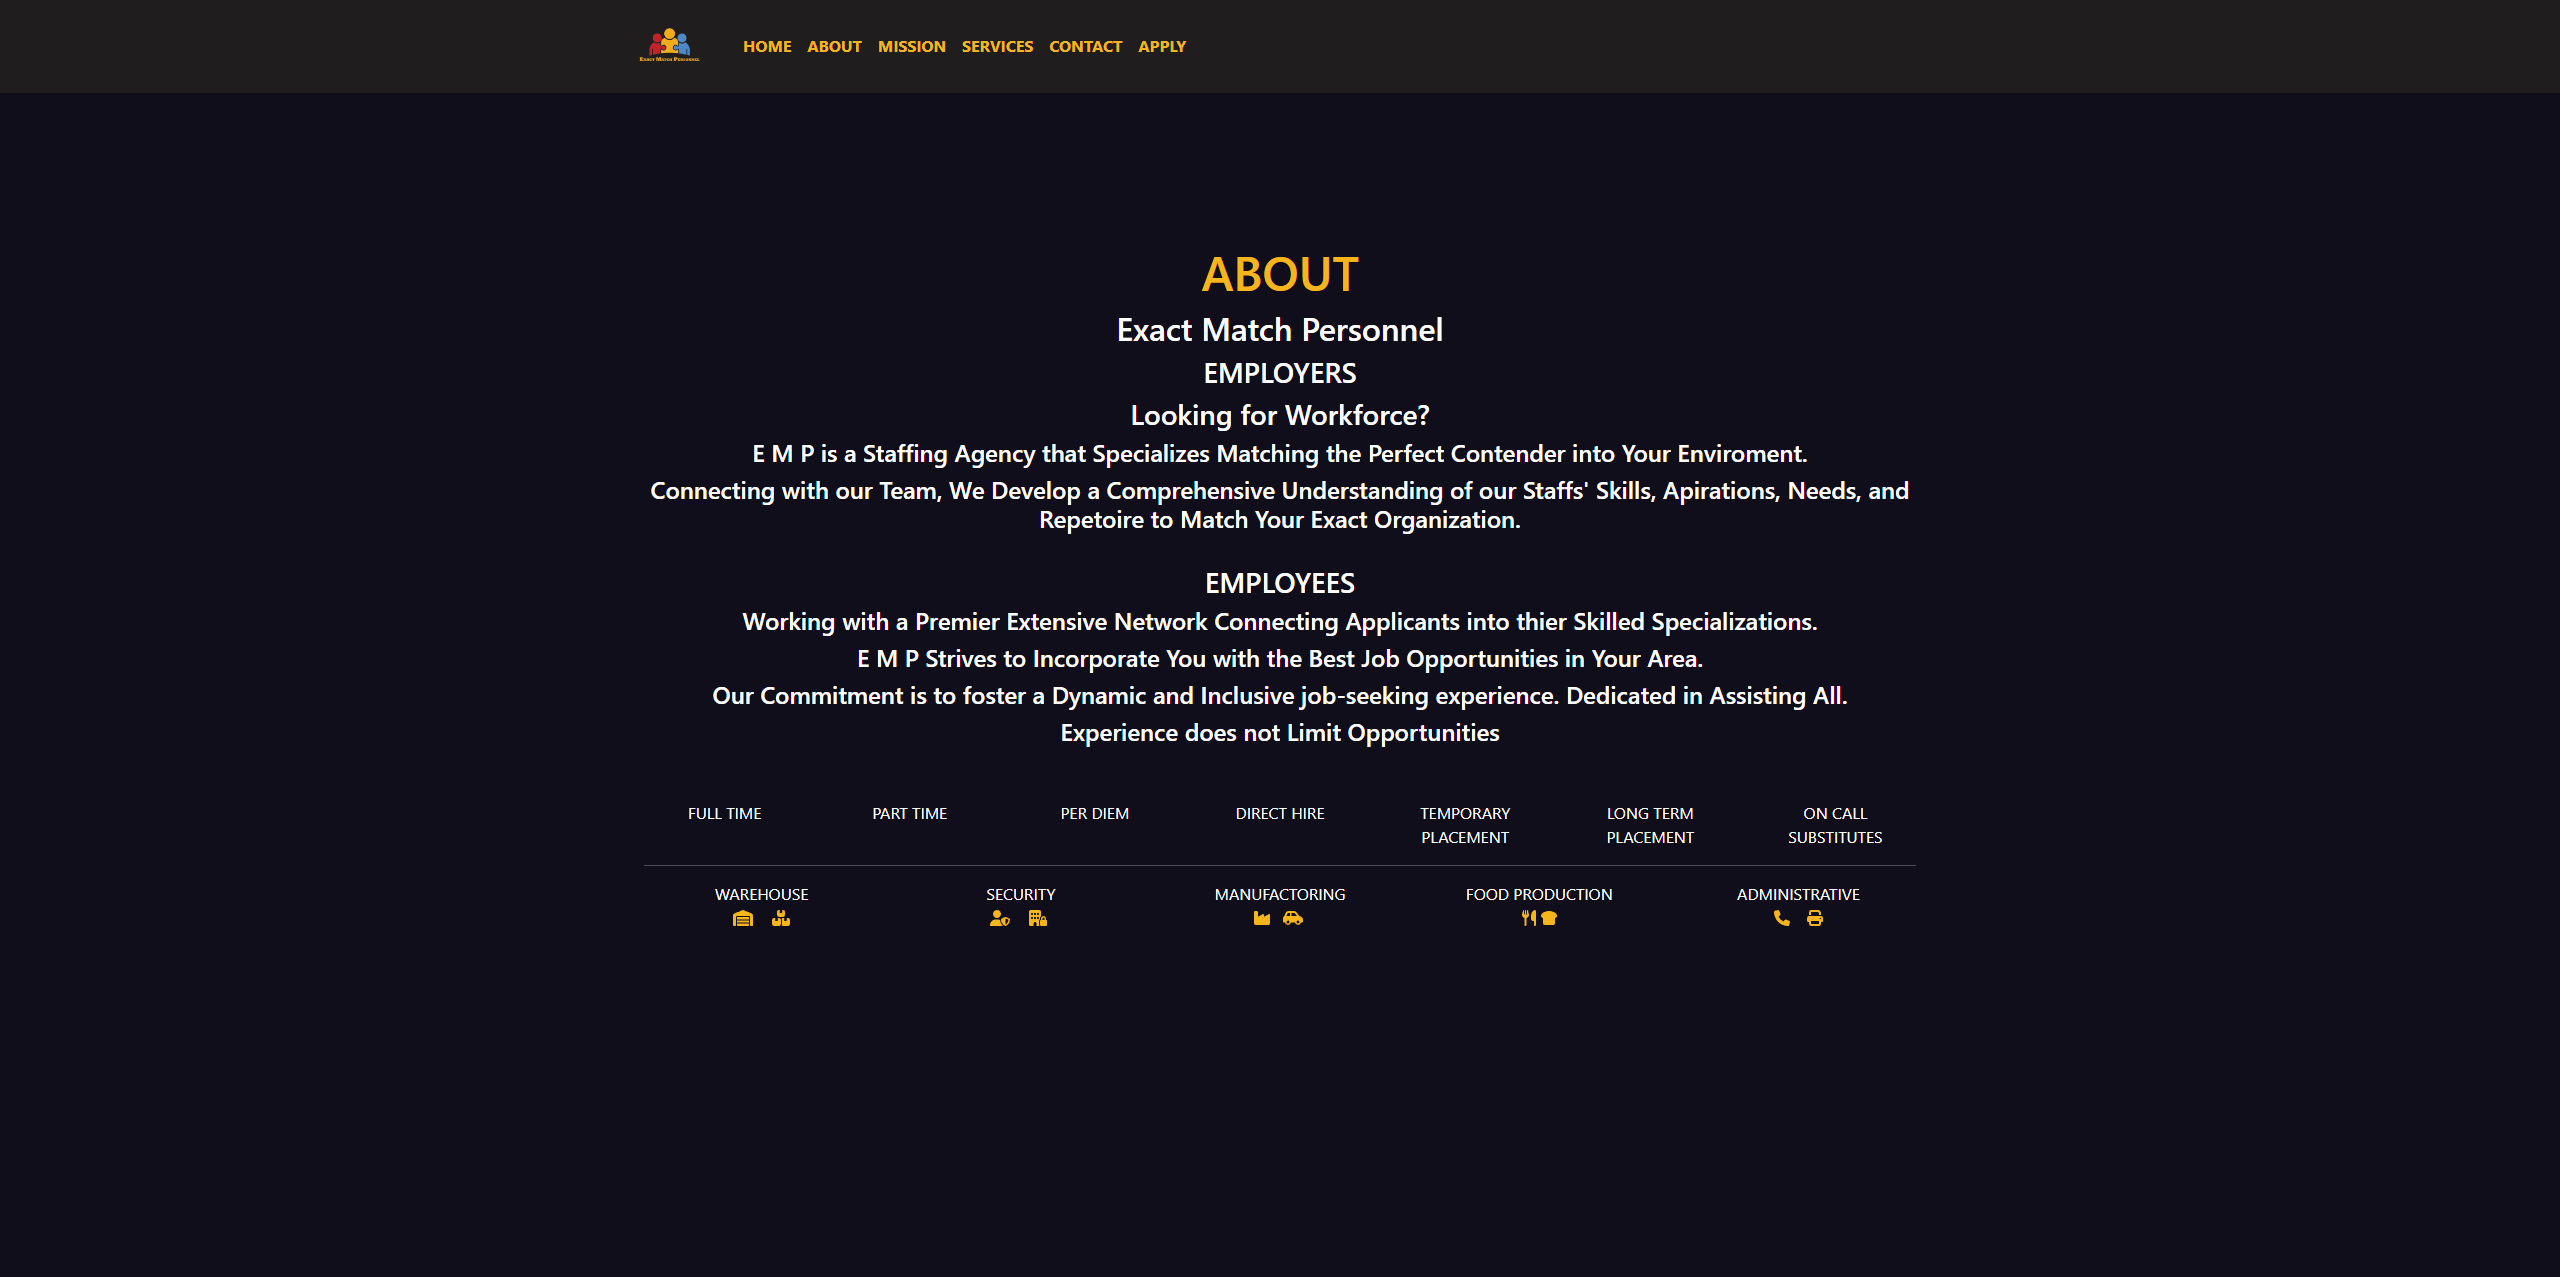 Exact Match Personnel
HOME ABOUT MISSION SERVICES CONTACT APPLY
ABOUT
Exact Match Personnel
EMPLOYERS
Looking for Workforce?
E M P is a Staffing Agency that Specializes Matching the Perfect Contender into Your Enviroment.
Connecting with our Team, We Develop a Comprehensive Understanding of our Staffs' Skills, Apirations, Needs, and
Repetoire to Match Your Exact Organization.
EMPLOYEES
Working with a Premier Extensive Network Connecting Applicants into thier Skilled Specializations.
E M P Strives to Incorporate You with the Best Job Opportunities in Your Area.
Our Commitment is to foster a Dynamic and Inclusive job-seeking experience. Dedicated in Assisting All.
Experience does not Limit Opportunities
FULL TIME
PART TIME
PER DIEM
DIRECT HIRE
TEMPORARY
PLACEMENT
LONG TERM
PLACEMENT
ON CALL
SUBSTITUTES
WAREHOUSE
SECURITY
MANUFACTORING
FOOD PRODUCTION
ADMINISTRATIVE